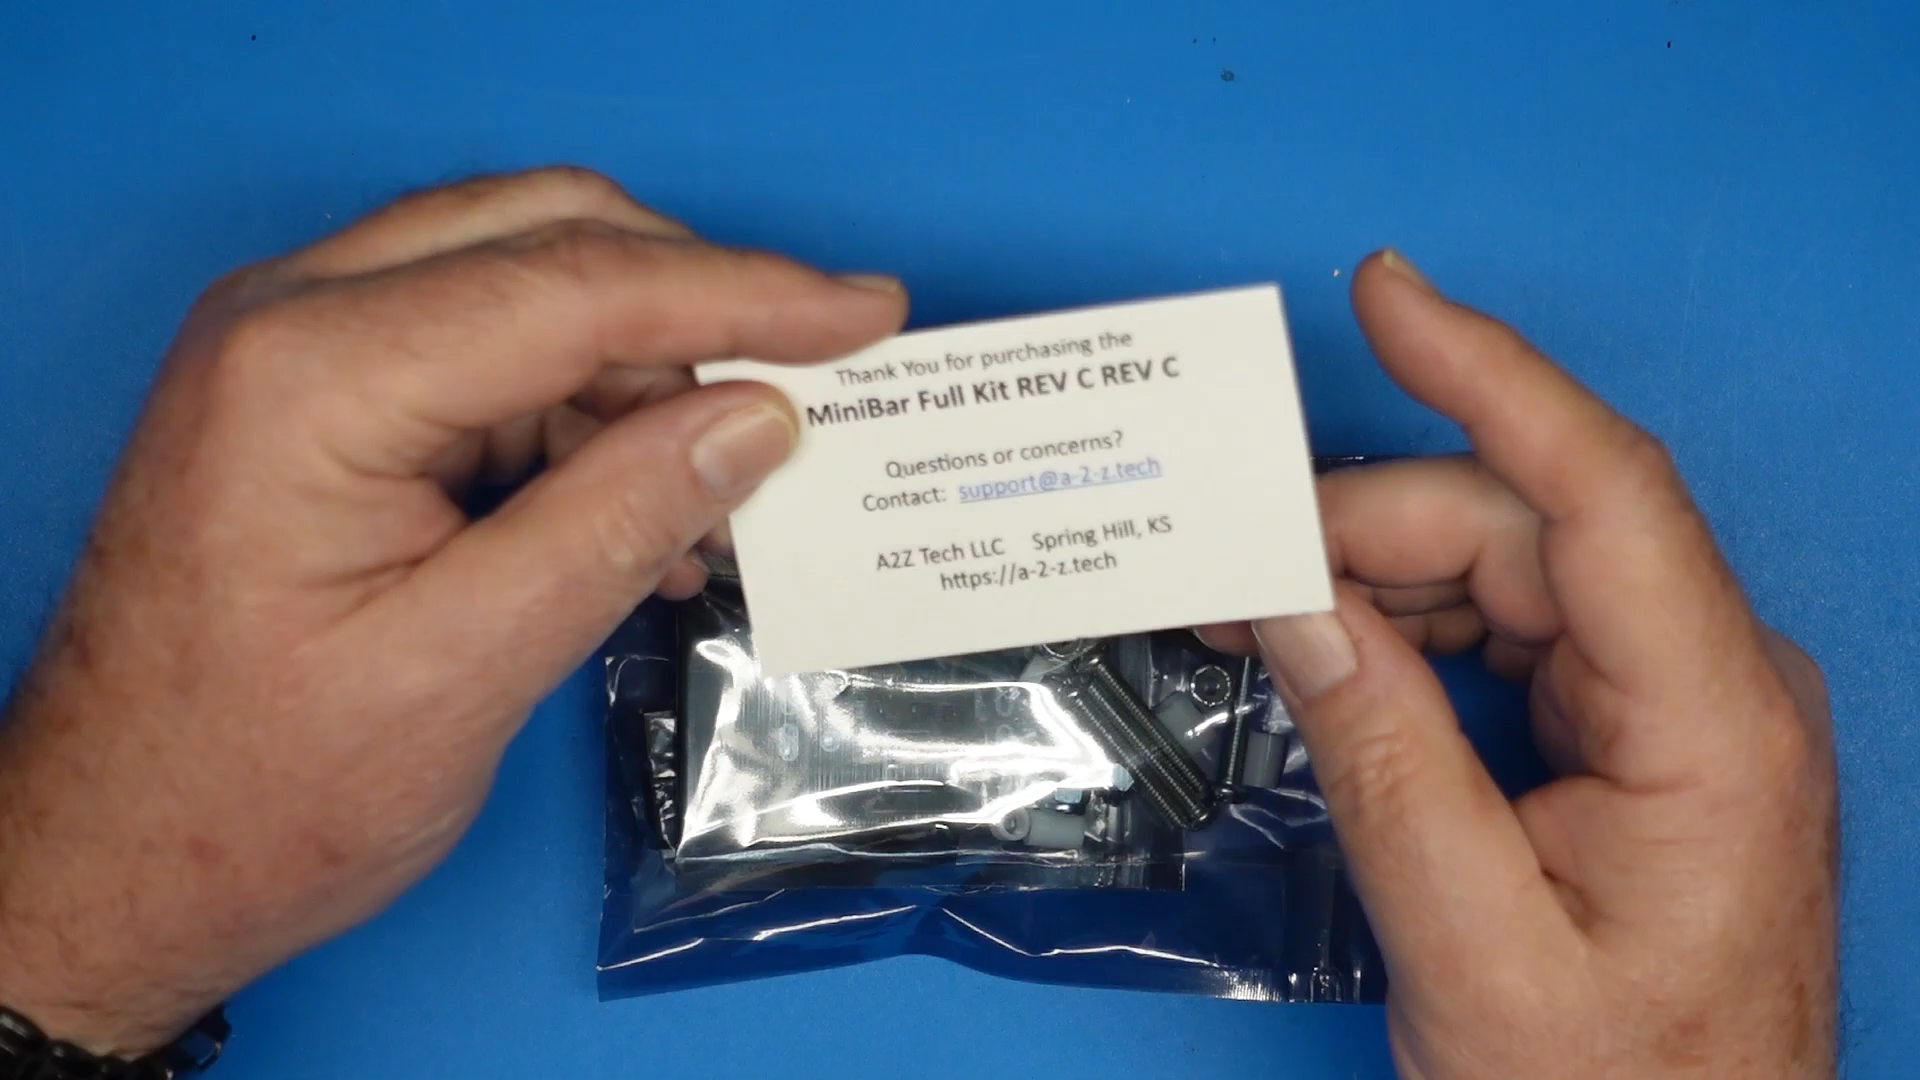 Thank You for purchasing the
MiniBar Full Kit REV C REV C
Questions or concerns?
Contact: support@a-2-z.tech
A2Z Tech LLC Spring Hill, KS
https://a-2-z.tech